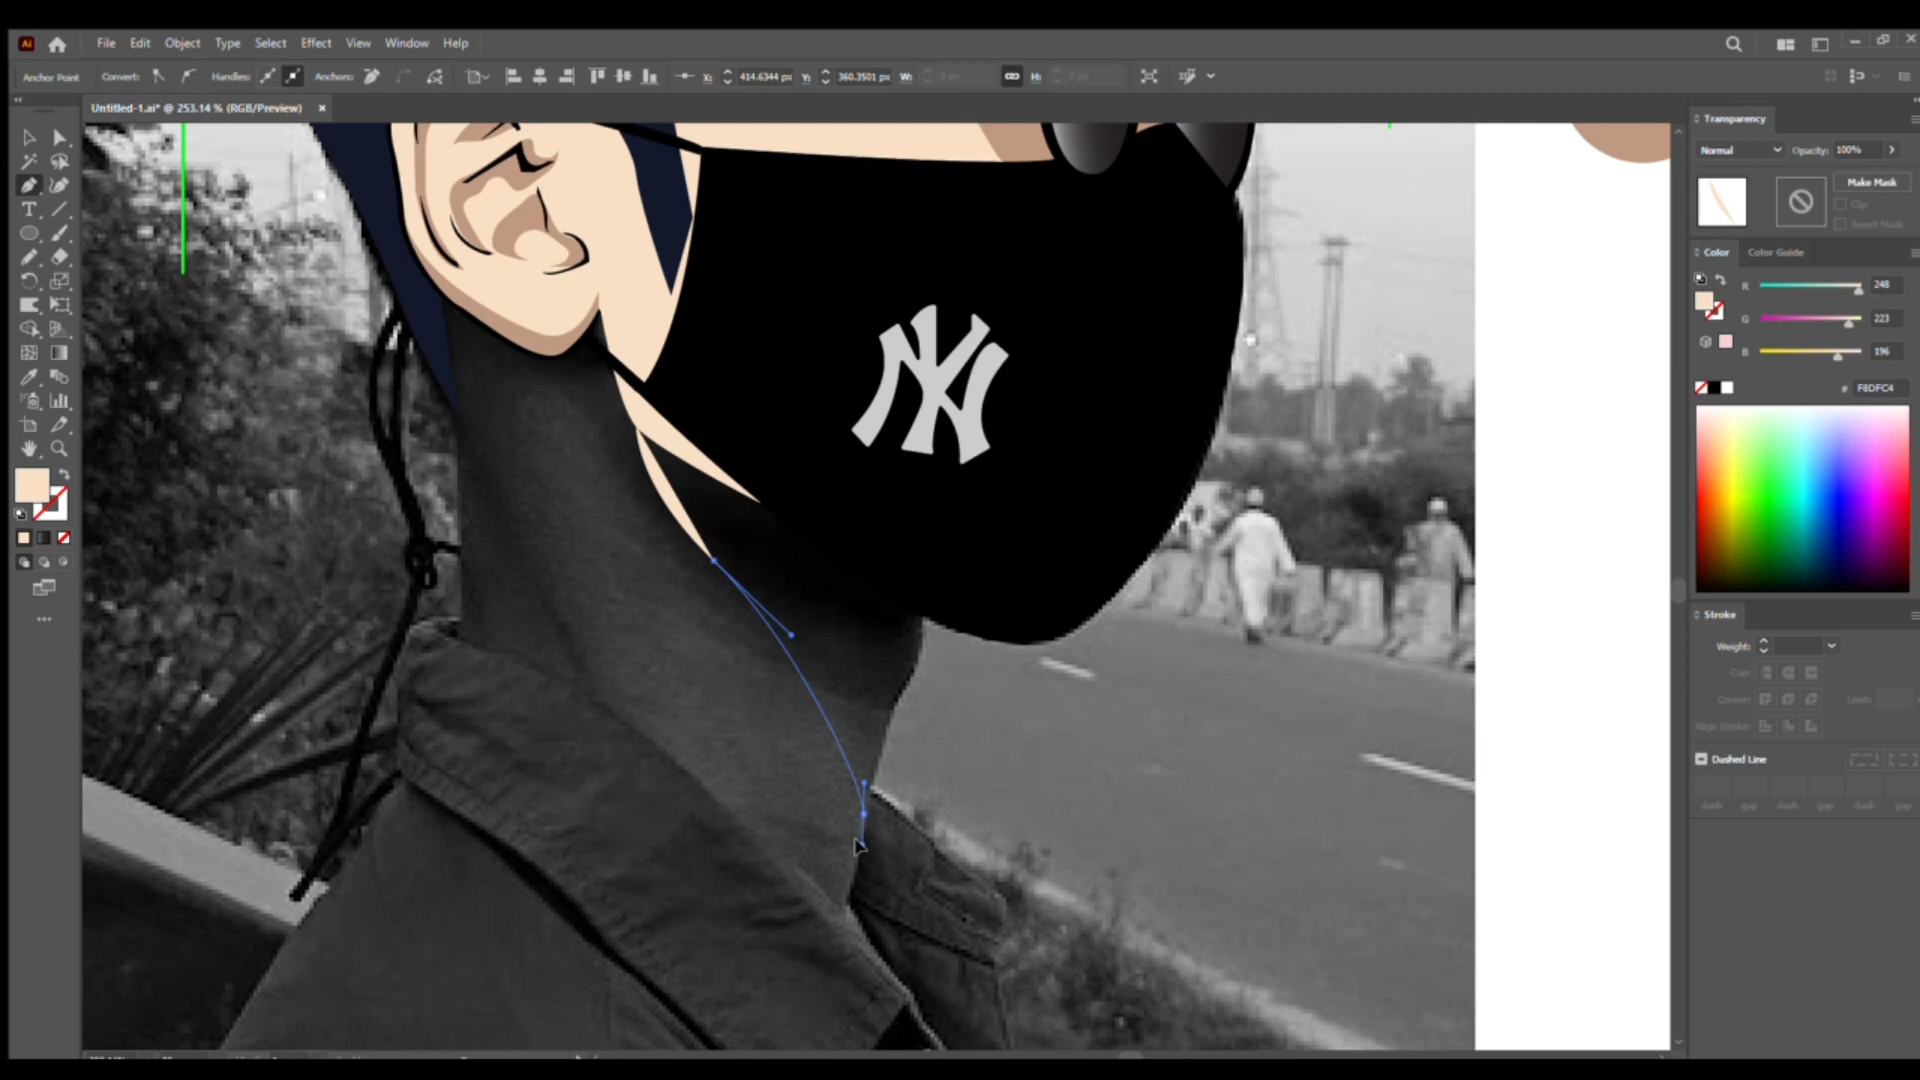 Ai File Edit Object Type Select Effect View Window Help
Anchor Point Convert: Handles: Anchors: X: 414.6344 px Y: 360.3501 px W: 0 px H: 0 px
Untitled-1.ai* @ 253.14 % (RGB/Preview) ×
Transparency
Normal Opacity: 100%
Make Mask
Clip
Invert Mask
Color Color Guide
R 248
G 223
B 196
# F8DFC4
NY
Stroke
Weight:
Cap:
Corner: Limit:
Align Stroke:
Dashed Line
dash gap dash gap dash gap